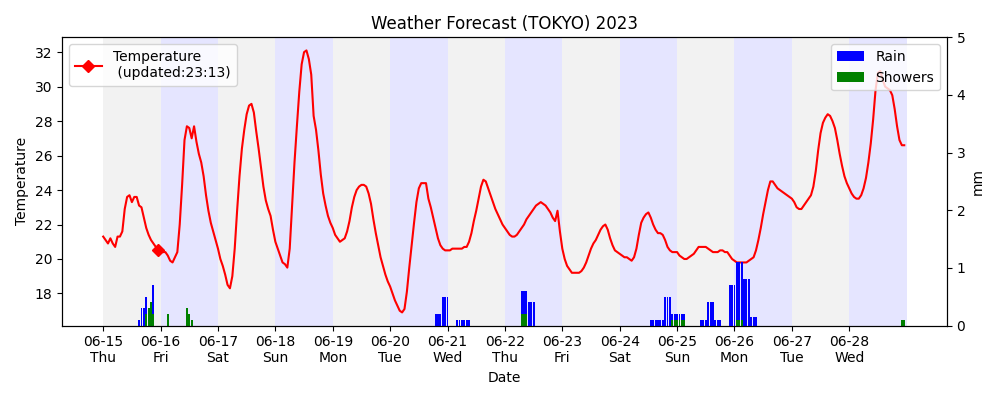 Weather Forecast (TOKYO) 2023
Temperature
(updated:23:13)
Rain
Showers
Temperature
32
30
28
26
24
22
20
18
5
4
3
2
1
0
mm
06-15 06-16 06-17 06-18 06-19 06-20 06-21 06-22 06-23 06-24 06-25 06-26 06-27 06-28
Thu Fri Sat Sun Mon Tue Wed Thu Fri Sat Sun Mon Tue Wed
Date